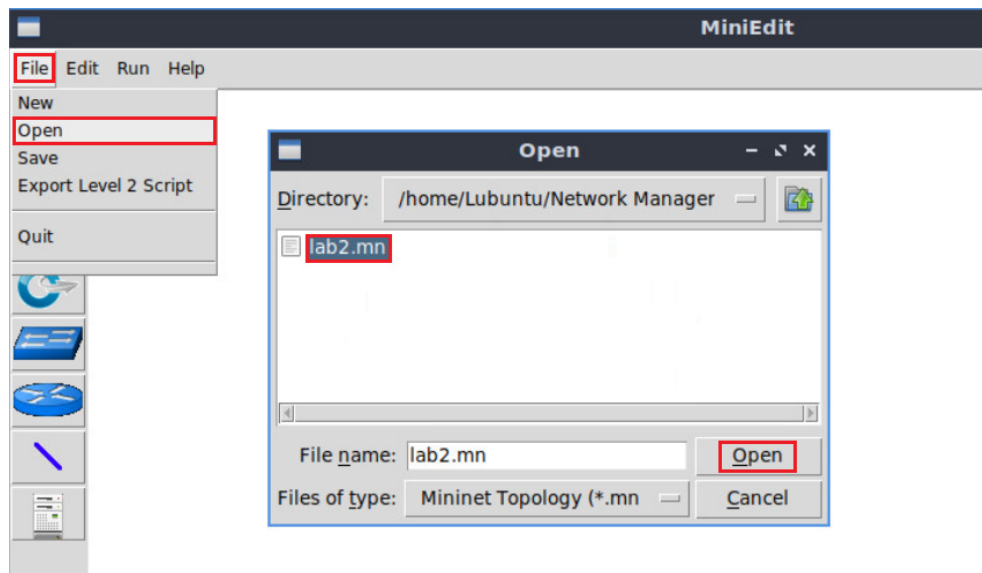 MiniEdit
File Edit Run Help
New
Open
Save
Export Level 2 Script
Quit
Open
Directory: /home/Lubuntu/Network Manager
lab2.mn
File name: lab2.mn
Open
Files of type: Mininet Topology (*.mn
Cancel